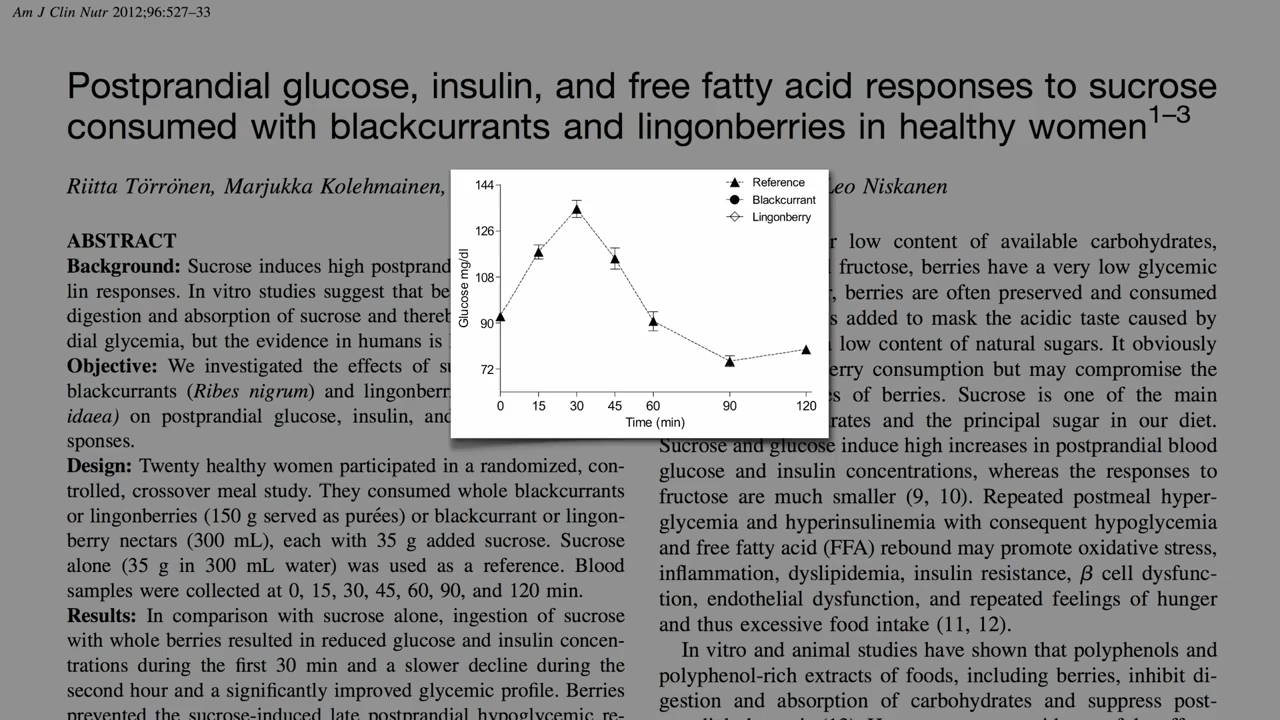 Am J Clin Nutr 2012;96:527–33
Postprandial glucose, insulin, and free fatty acid responses to sucrose
consumed with blackcurrants and lingonberries in healthy women1–3
Riitta Törrönen, Marjukka Kolehmainen,
Leo Niskanen
ABSTRACT
Background: Sucrose induces high postprand
lin responses. In vitro studies suggest that be
digestion and absorption of sucrose and thereb
dial glycemia, but the evidence in humans is
Objective: We investigated the effects of su
blackcurrants (Ribes nigrum) and lingonberr
idaea) on postprandial glucose, insulin, and
sponses.
Design: Twenty healthy women participated in a randomized, con-
trolled, crossover meal study. They consumed whole blackcurrants
or lingonberries (150 g served as purées) or blackcurrant or lingon-
berry nectars (300 mL), each with 35 g added sucrose. Sucrose
alone (35 g in 300 mL water) was used as a reference. Blood
samples were collected at 0, 15, 30, 45, 60, 90, and 120 min.
Results: In comparison with sucrose alone, ingestion of sucrose
with whole berries resulted in reduced glucose and insulin concen-
trations during the first 30 min and a slower decline during the
second hour and a significantly improved glycemic profile. Berries
prevented the sucrose-induced late postprandial hypoglycemic re-
144
126
108
90
72
Glucose mg/dl
0 15 30 45 60 90 120
Time (min)
Reference
Blackcurrant
Lingonberry
r low content of available carbohydrates,
fructose, berries have a very low glycemic
, berries are often preserved and consumed
s added to mask the acidic taste caused by
low content of natural sugars. It obviously
erry consumption but may compromise the
es of berries. Sucrose is one of the main
rates and the principal sugar in our diet.
Sucrose and glucose induce high increases in postprandial blood
glucose and insulin concentrations, whereas the responses to
fructose are much smaller (9, 10). Repeated postmeal hyper-
glycemia and hyperinsulinemia with consequent hypoglycemia
and free fatty acid (FFA) rebound may promote oxidative stress,
inflammation, dyslipidemia, insulin resistance, β cell dysfunc-
tion, endothelial dysfunction, and repeated feelings of hunger
and thus excessive food intake (11, 12).
In vitro and animal studies have shown that polyphenols and
polyphenol-rich extracts of foods, including berries, inhibit di-
gestion and absorption of carbohydrates and suppress post-